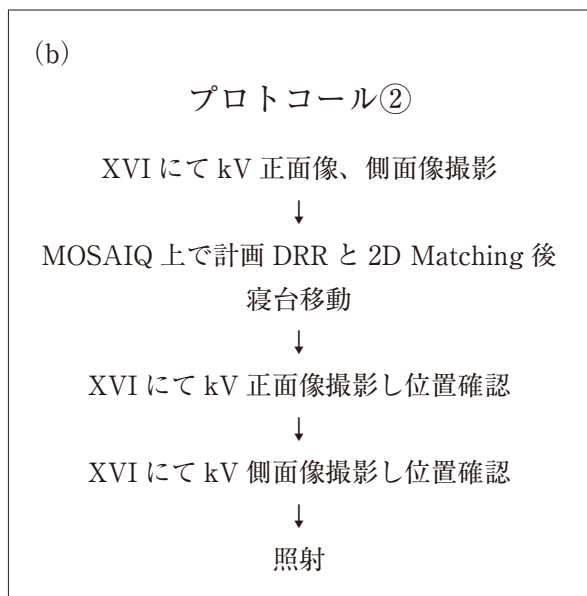 (b)
プロトコール②
XVI にて kV 正面像、側面像撮影
↓
MOSAIQ 上で計画 DRR と 2D Matching 後
寝台移動
↓
XVI にて kV 正面像撮影し位置確認
↓
XVI にて kV 側面像撮影し位置確認
↓
照射